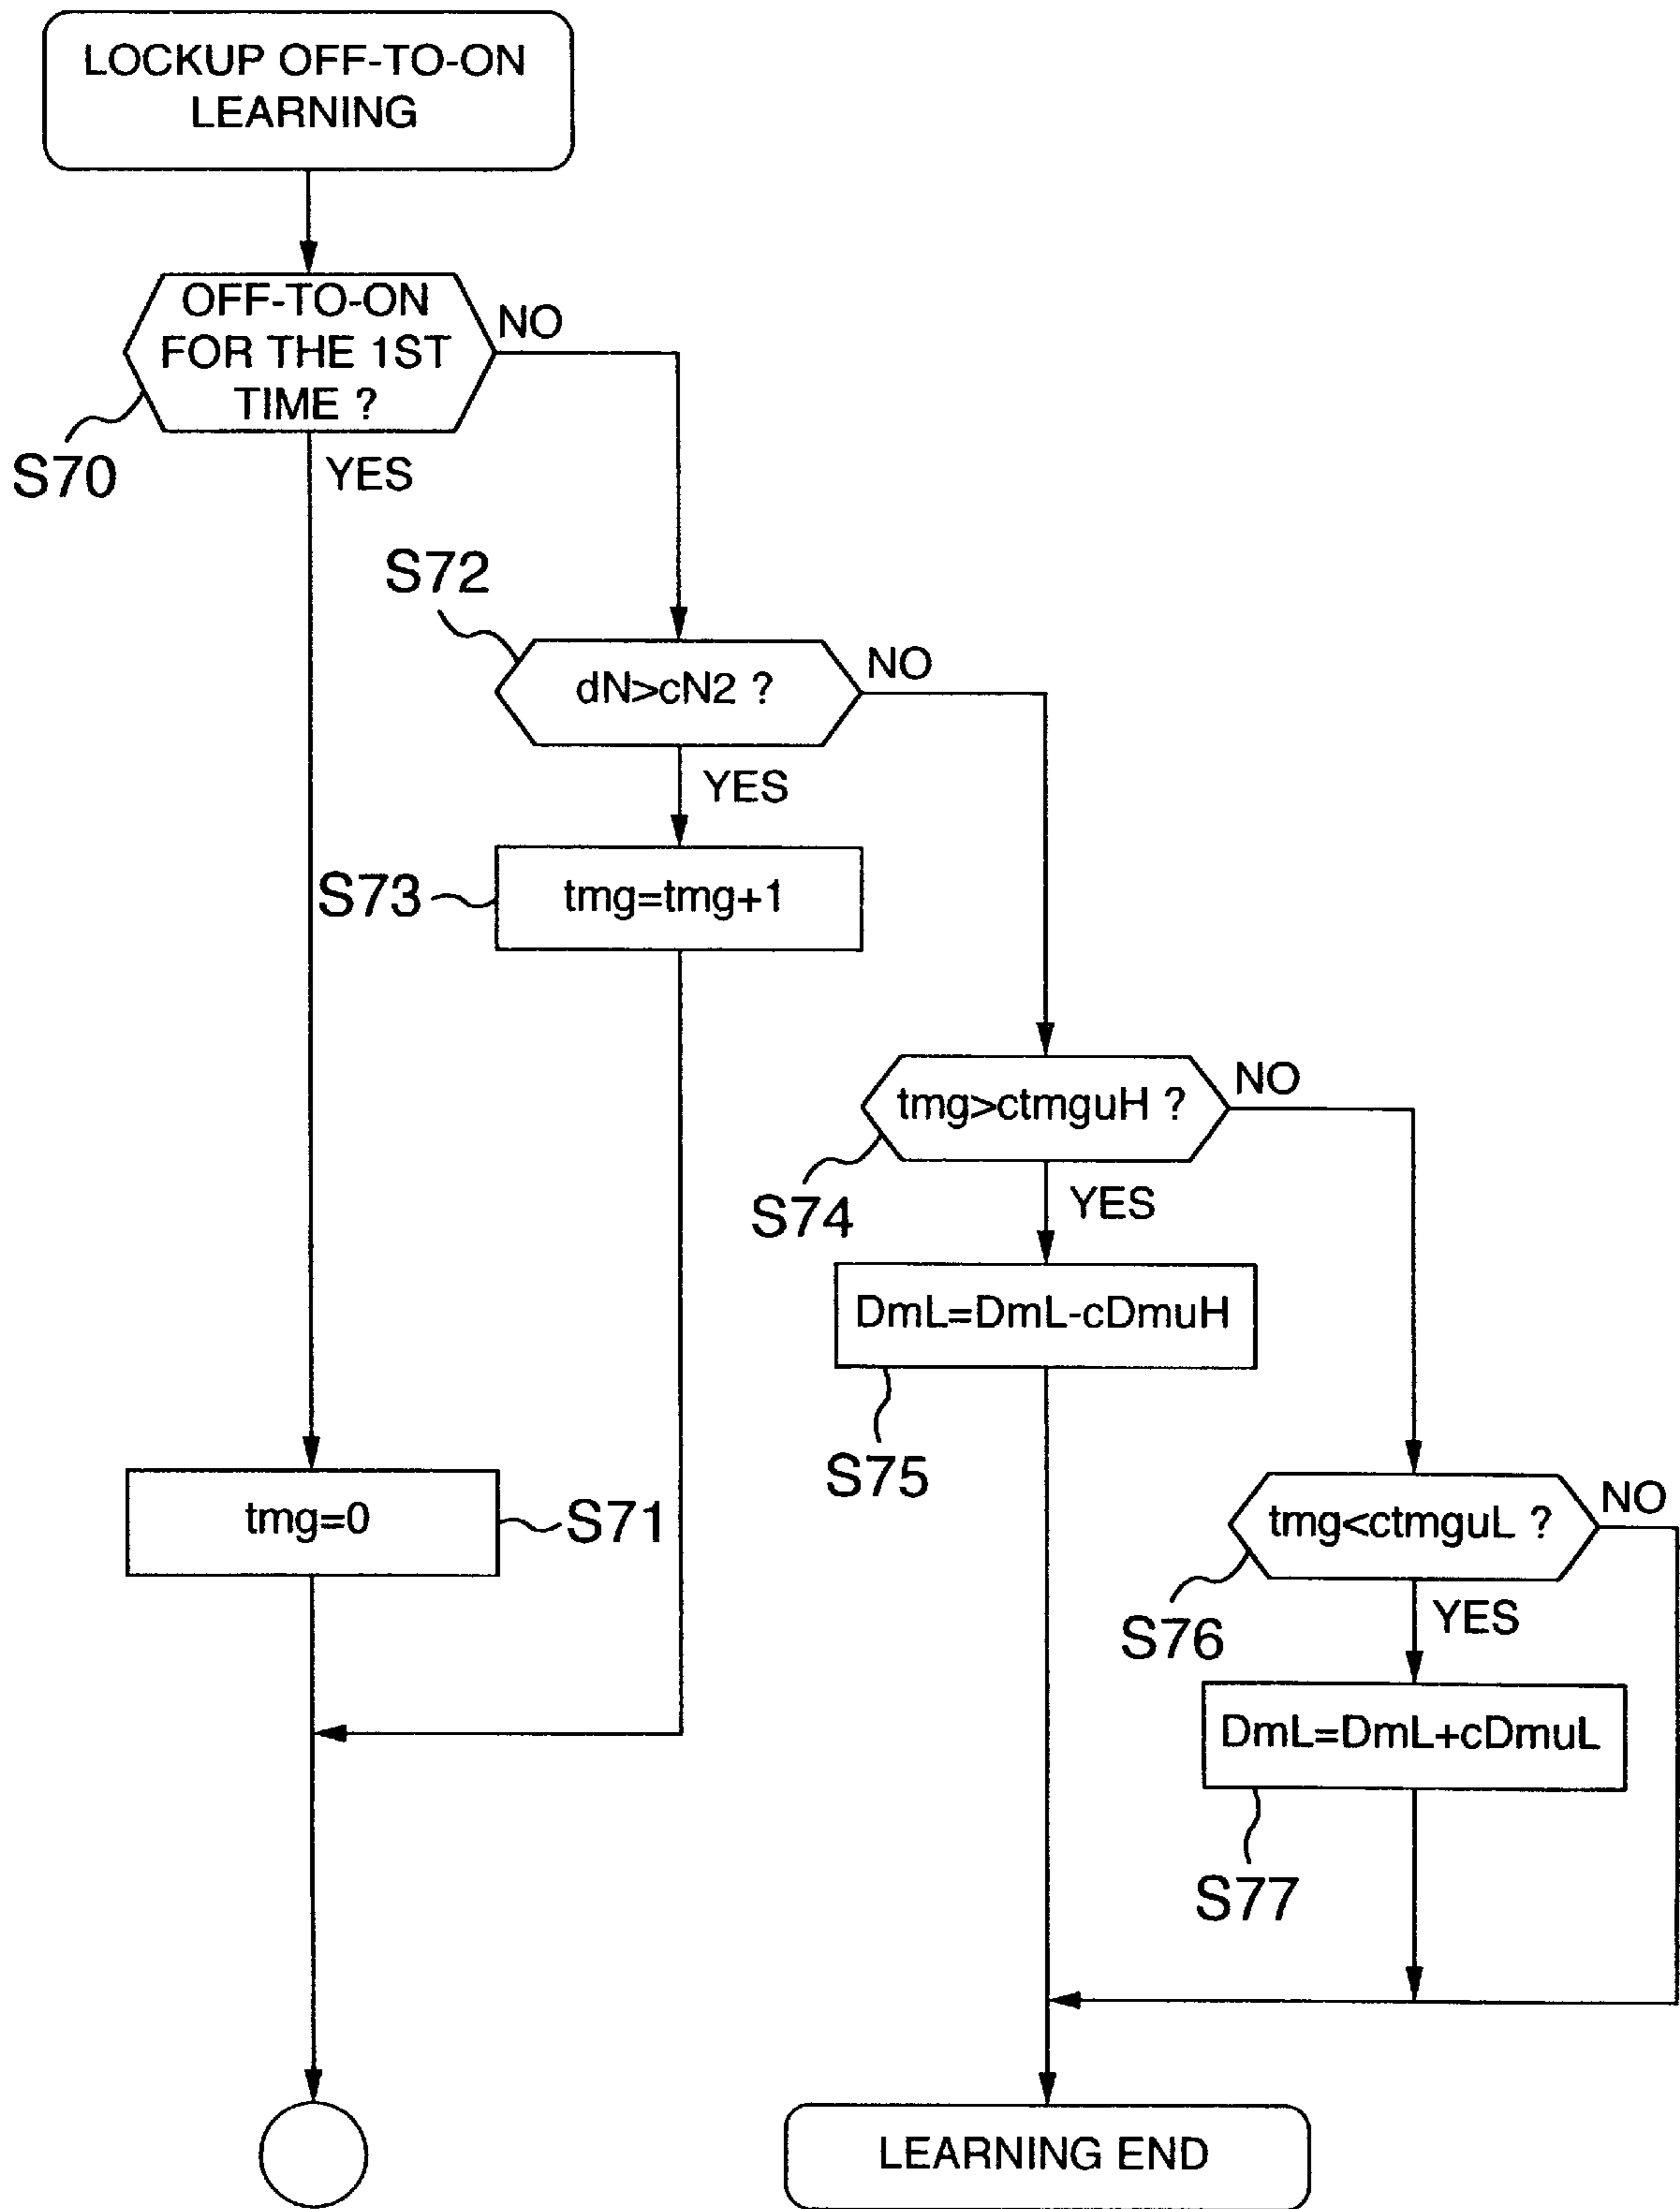 LOCKUP OFF-TO-ON
LEARNING
OFF-TO-ON
FOR THE 1ST
TIME ?
NO
S70
YES
S72
dN>cN2 ?
NO
YES
S73
tmg=tmg+1
tmg>ctmguH ?
NO
S74
YES
DmL=DmL-cDmuH
S75
tmg=0
S71
tmg<ctmguL ?
NO
S76
YES
DmL=DmL+cDmuL
S77
LEARNING END